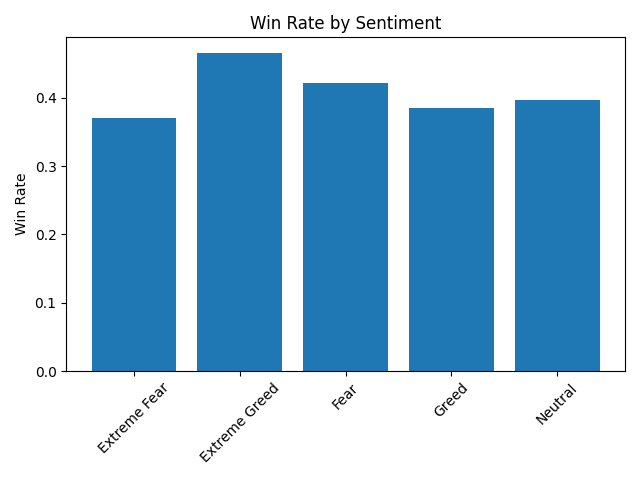 Win Rate by Sentiment
Win Rate
0.4
0.3
0.2
0.1
0.0
Extreme Fear
Extreme Greed
Fear
Greed
Neutral